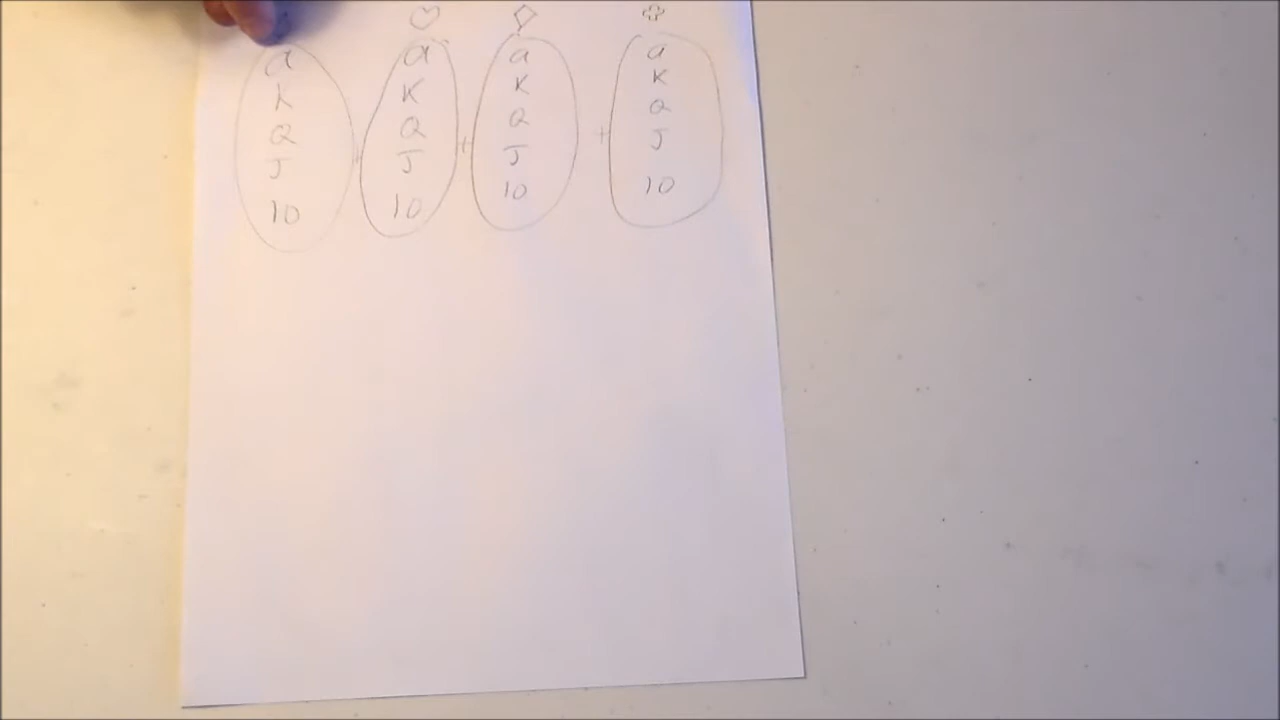 a a a a
K K K K
Q Q Q Q
J J J J
10 10 10 10
+ + +